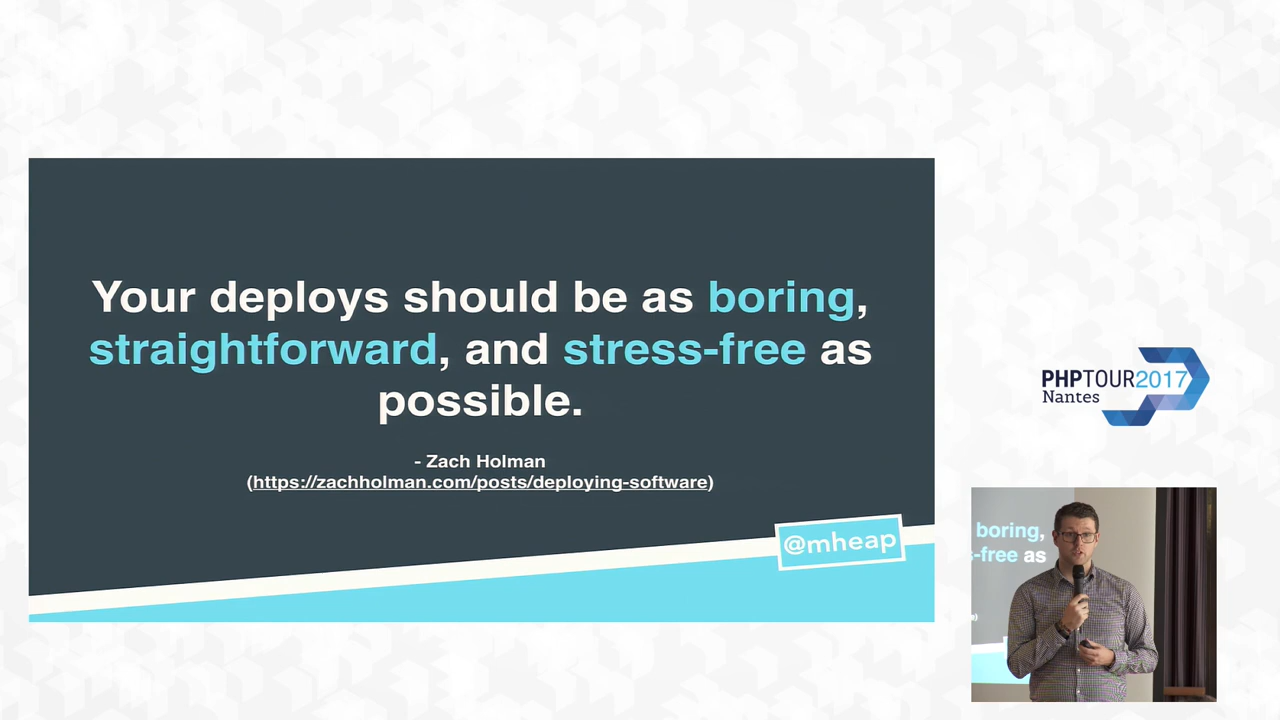 Your deploys should be as boring,
straightforward, and stress-free as
possible.
- Zach Holman
(https://zachholman.com/posts/deploying-software)
@mheap
PHPTOUR2017
Nantes
boring,
-free as